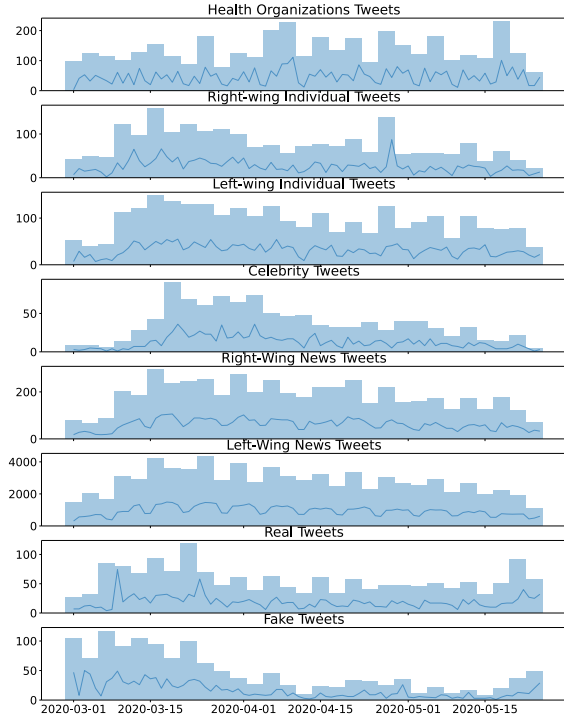 Health Organizations Tweets
200
100
0
Right-wing Individual Tweets
100
0
Left-wing Individual Tweets
100
0
Celebrity Tweets
50
0
Right-Wing News Tweets
200
0
Left-Wing News Tweets
4000
2000
0
Real Tweets
100
50
0
Fake Tweets
100
50
0
2020-03-01 2020-03-15 2020-04-01 2020-04-15 2020-05-01 2020-05-15